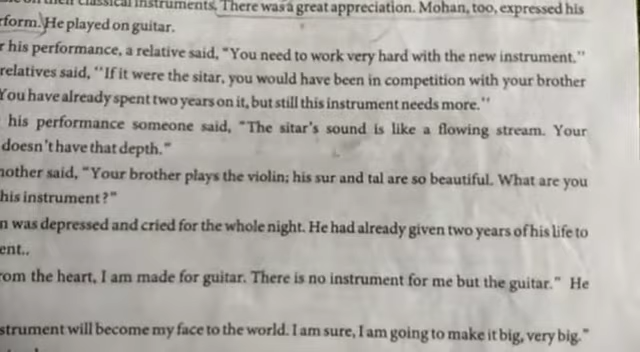 classical instruments, There was a great appreciation. Mohan, too, expressed his
form. He played on guitar.
his performance, a relative said, "You need to work very hard with the new instrument."
relatives said, "If it were the sitar, you would have been in competition with your brother
You have already spent two years on it, but still this instrument needs more."
his performance someone said, "The sitar's sound is like a flowing stream. Your
doesn't have that depth."
nother said, "Your brother plays the violin; his sur and tal are so beautiful. What are you
his instrument?"
n was depressed and cried for the whole night. He had already given two years of his life to
ent..
rom the heart, I am made for guitar. There is no instrument for me but the guitar." He
strument will become my face to the world. I am sure, I am going to make it big, very big."